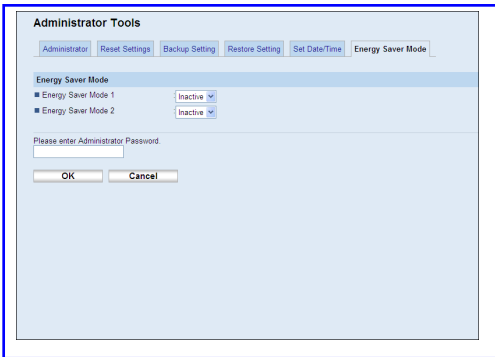 Administrator Tools
Administrator Reset Settings Backup Setting Restore Setting Set Date/Time Energy Saver Mode
Energy Saver Mode
Energy Saver Mode 1 : Inactive
Energy Saver Mode 2 : Inactive
Please enter Administrator Password.
OK Cancel